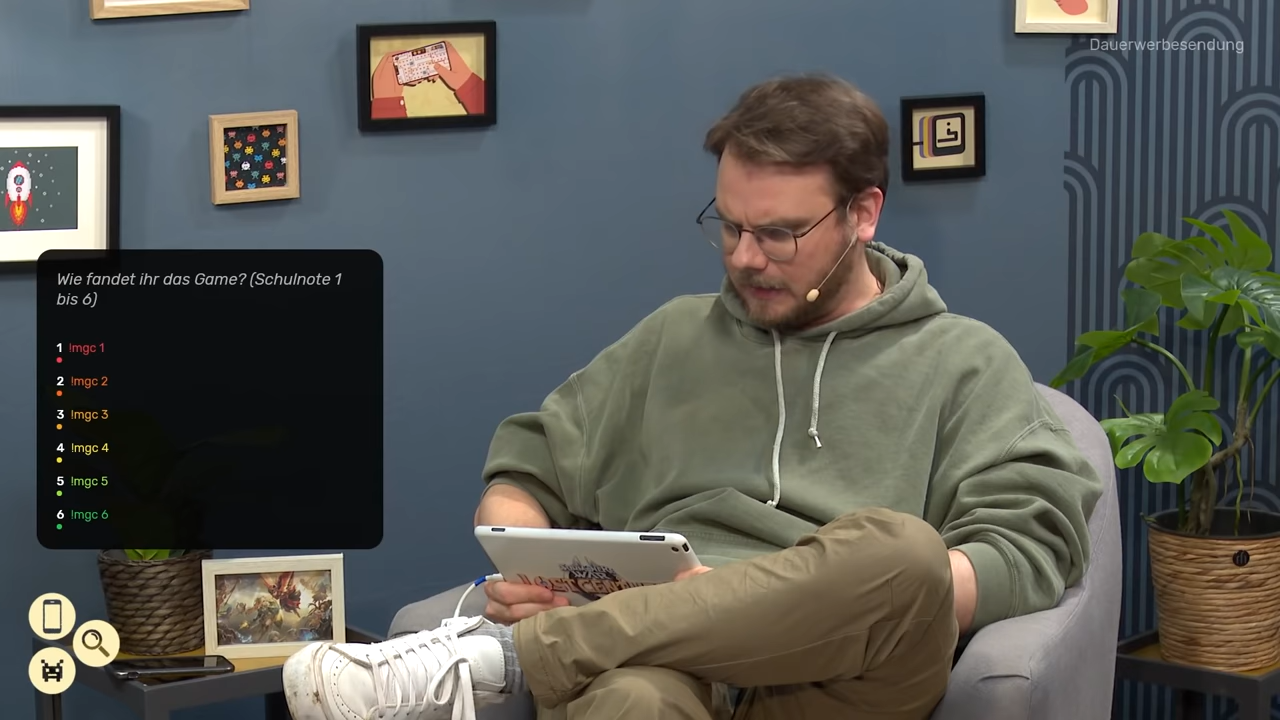 Dauerwerbesendung
Wie fandet ihr das Game? (Schulnote 1
bis 6)
1 !mgc 1
2 !mgc 2
3 !mgc 3
4 !mgc 4
5 !mgc 5
6 !mgc 6